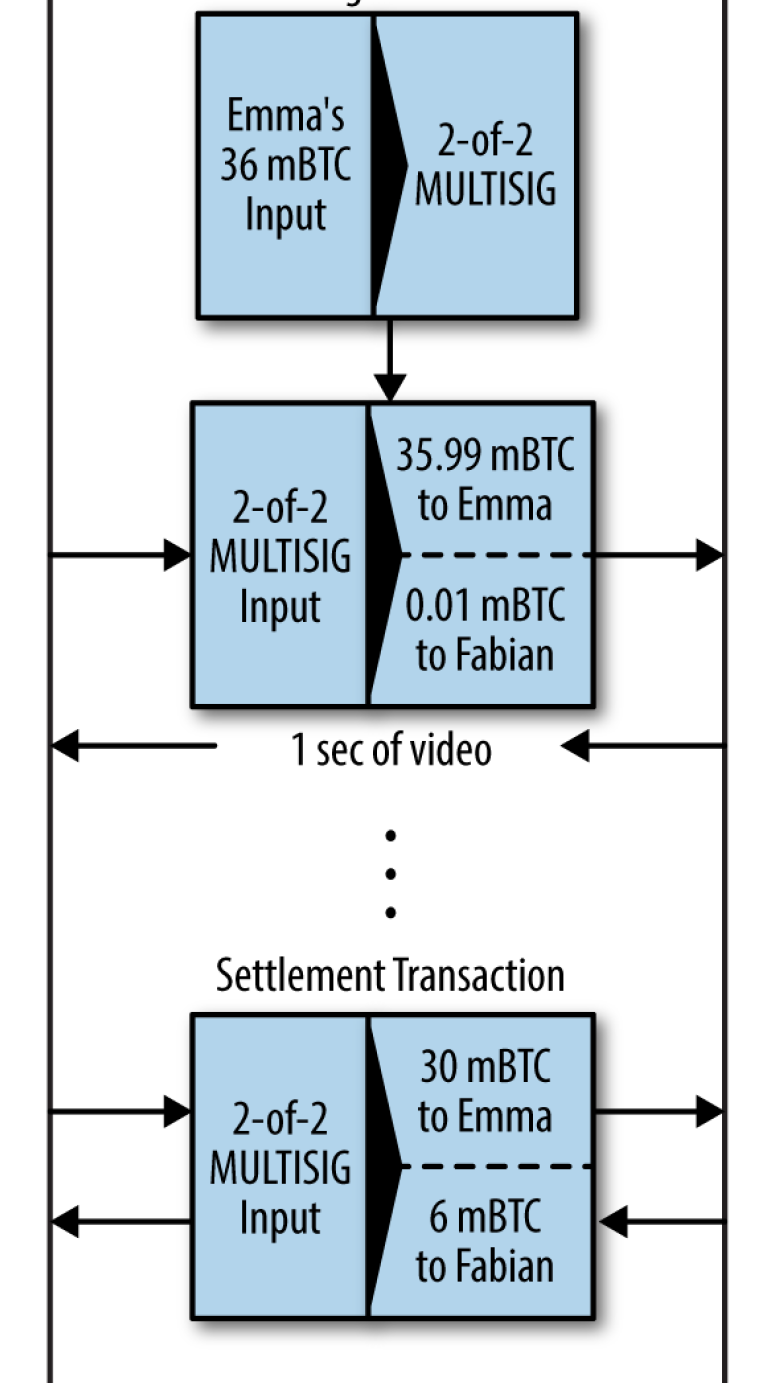 Emma's
36 mBTC
Input
2-of-2
MULTISIG
2-of-2
MULTISIG
Input
35.99 mBTC
to Emma
0.01 mBTC
to Fabian
1 sec of video
Settlement Transaction
2-of-2
MULTISIG
Input
30 mBTC
to Emma
6 mBTC
to Fabian